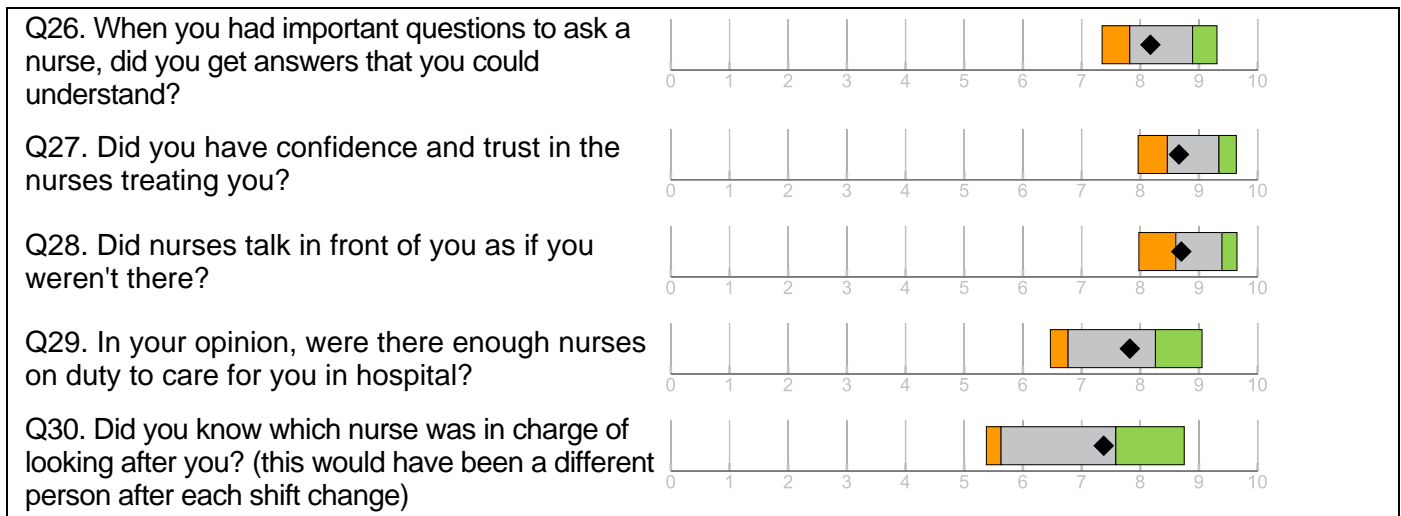 Q26. When you had important questions to ask a
nurse, did you get answers that you could
understand?
0 1 2 3 4 5 6 7 8 9 10
Q27. Did you have confidence and trust in the
nurses treating you?
0 1 2 3 4 5 6 7 8 9 10
Q28. Did nurses talk in front of you as if you
weren't there?
0 1 2 3 4 5 6 7 8 9 10
Q29. In your opinion, were there enough nurses
on duty to care for you in hospital?
0 1 2 3 4 5 6 7 8 9 10
Q30. Did you know which nurse was in charge of
looking after you? (this would have been a different
person after each shift change)
0 1 2 3 4 5 6 7 8 9 10